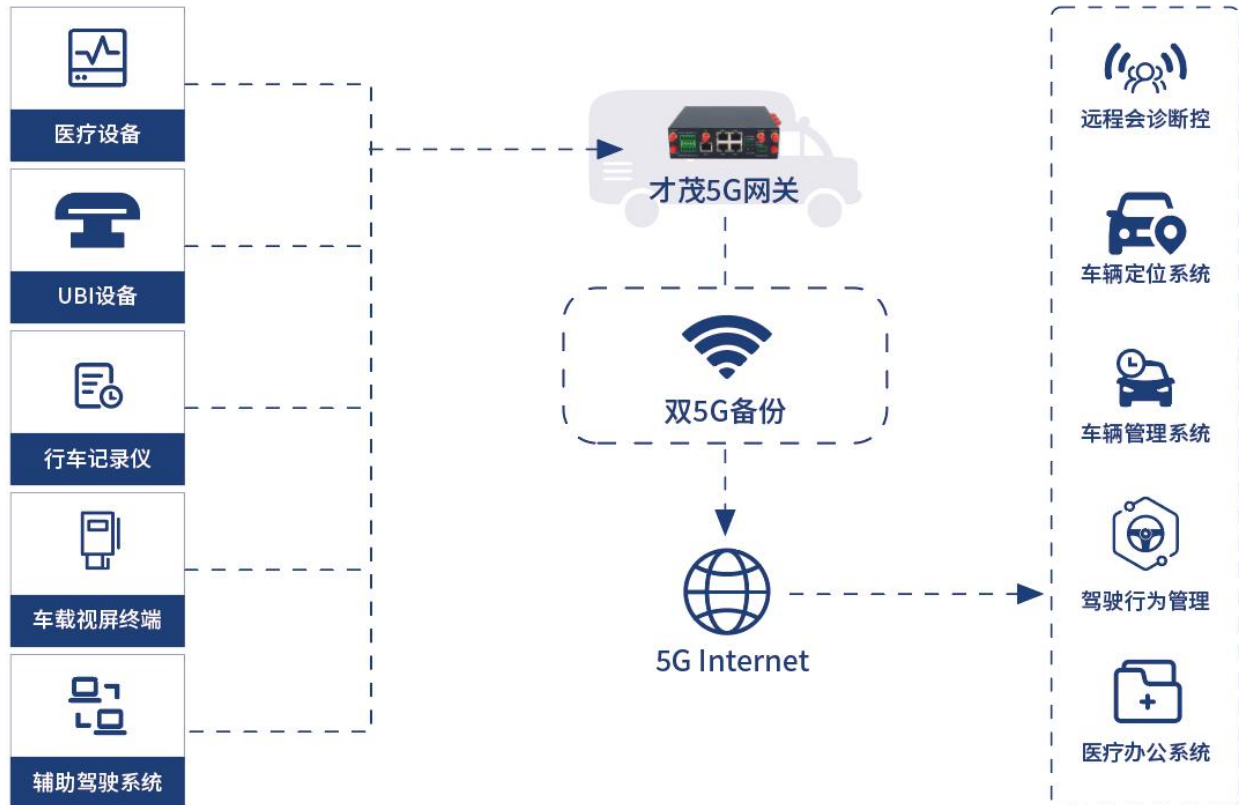 医疗设备
UBI设备
行车记录仪
车载视屏终端
辅助驾驶系统
才茂5G网关
双5G备份
5G Internet
远程会诊断控
车辆定位系统
车辆管理系统
驾驶行为管理
医疗办公系统